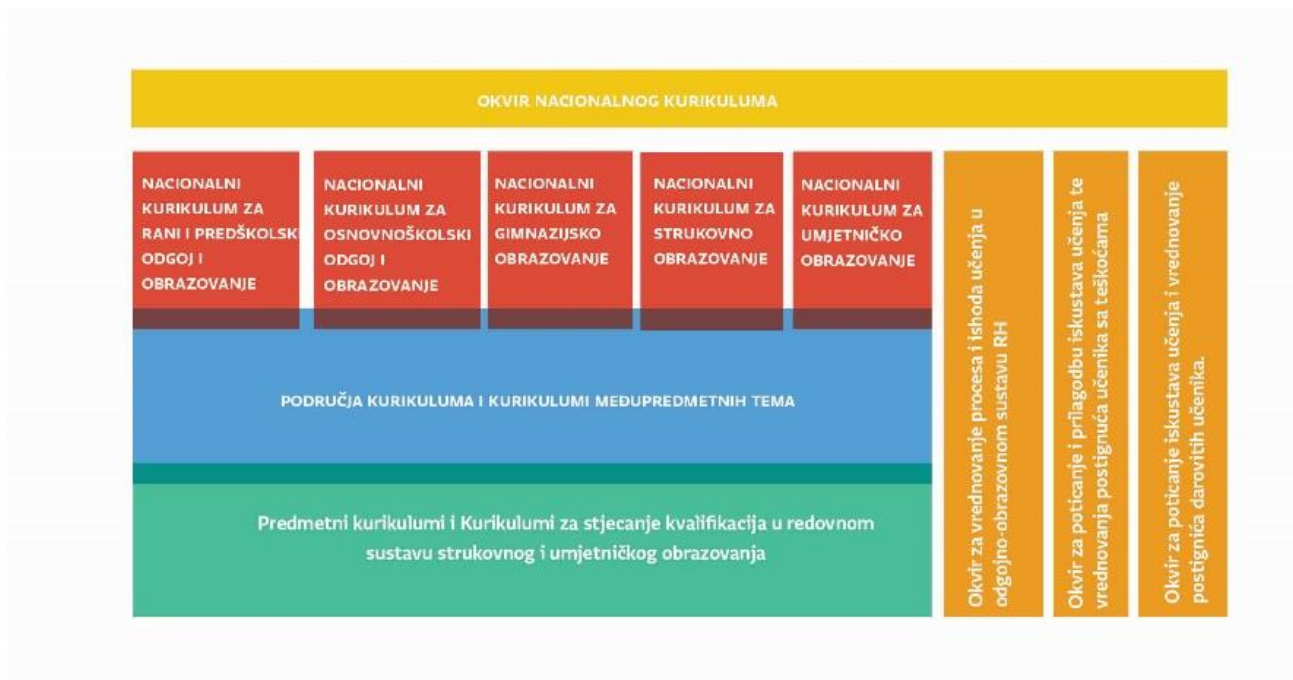 OKVIR NACIONALNOG KURIKULUMA
NACIONALNI
KURIKULUM ZA
RANI I PREDŠKOLSKI
ODGOJ I
OBRAZOVANJE
NACIONALNI
KURIKULUM ZA
OSNOVNOŠKOLSKI
ODGOJ I
OBRAZOVANJE
NACIONALNI
KURIKULUM ZA
GIMNAZIJSKO
OBRAZOVANJE
NACIONALNI
KURIKULUM ZA
STRUKOVNO
OBRAZOVANJE
NACIONALNI
KURIKULUM ZA
UMJETNIČKO
OBRAZOVANJE
PODRUČJA KURIKULUMA I KURIKULUMI MEĐUPREDMETNIH TEMA
Predmetni kurikulumi i Kurikulumi za stjecanje kvalifikacija u redovnom
sustavu strukovnog i umjetničkog obrazovanja
Okvir za vrednovanje procesa i ishoda učenja u
odgojno-obrazovnom sustavu RH
Okvir za poticanje i prilagodbu iskustava učenja te
vrednovanja postignuća učenika sa teškoćama
Okvir za poticanje iskustava učenja i vrednovanje
postignića darovitih učenika.